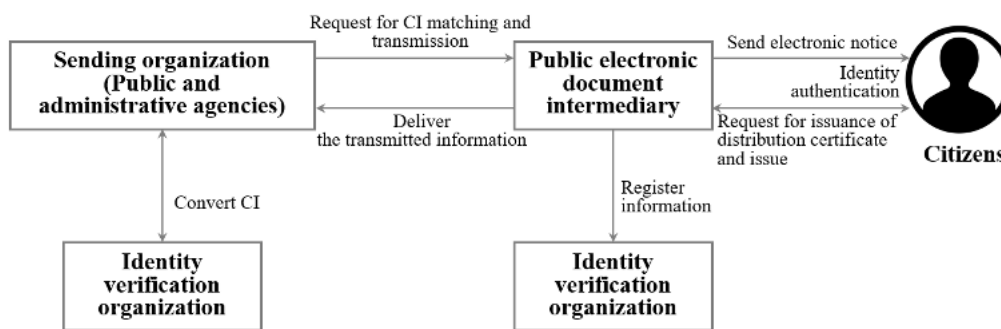 Request for CI matching and
transmission
Sending organization
(Public and
administrative agencies)
Public electronic
document
intermediary
Send electronic notice
Identity
authentication
Deliver
the transmitted information
Request for issuance of
distribution certificate
and issue
Citizens
Convert CI
Register
information
Identity
verification
organization
Identity
verification
organization